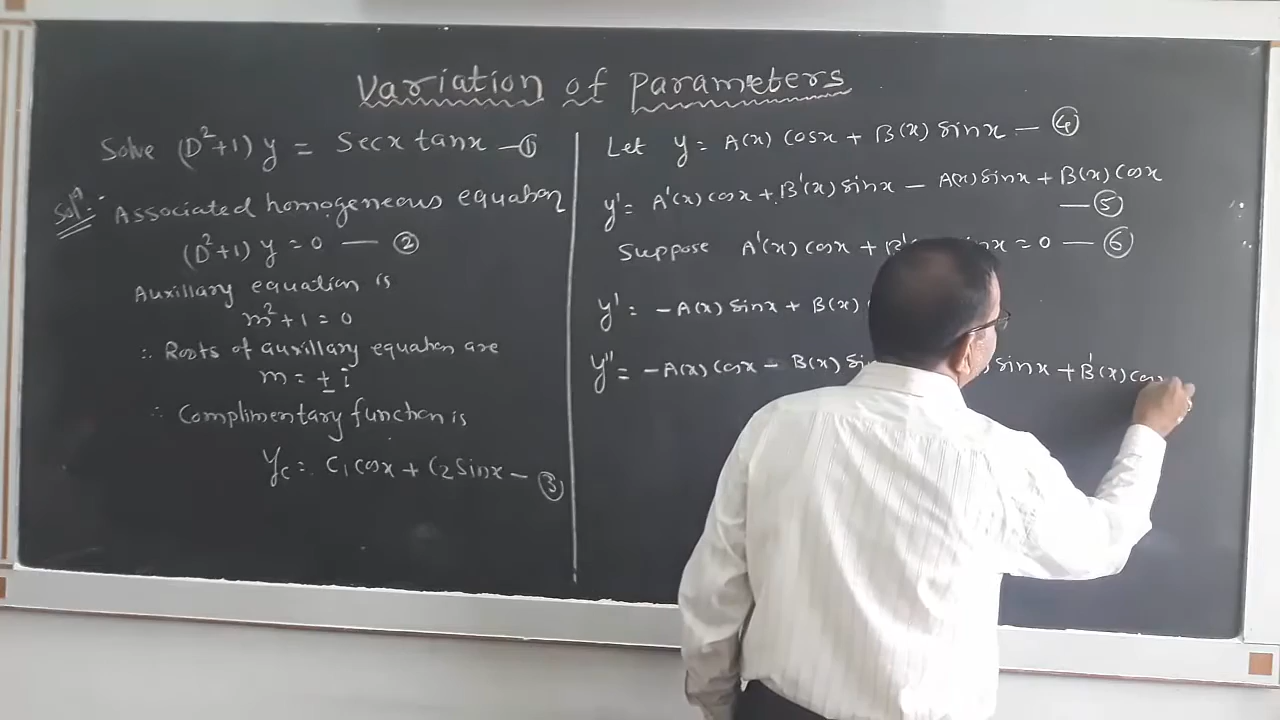 Variation of Parameters
Solve (D²+1) y = Secx tanx — ①
Sol:- Associated homogeneous equation
(D²+1) y = 0 — ②
Auxillary equation is
m²+1 = 0
∴ Roots of auxillary equation are
m = ± i
∴ Complimentary function is
yc = C1 cosx + C2 Sinx — ③
Let y = A(x) cosx + B(x) sinx — ④
y' = A'(x) cosx + B'(x) sinx − A(x) sinx + B(x) cosx
— ⑤
Suppose A'(x) cosx + B' x = 0 — ⑥
y' = −A(x) sinx + B(x)
y'' = −A(x) cosx − B(x) sinx + B'(x)